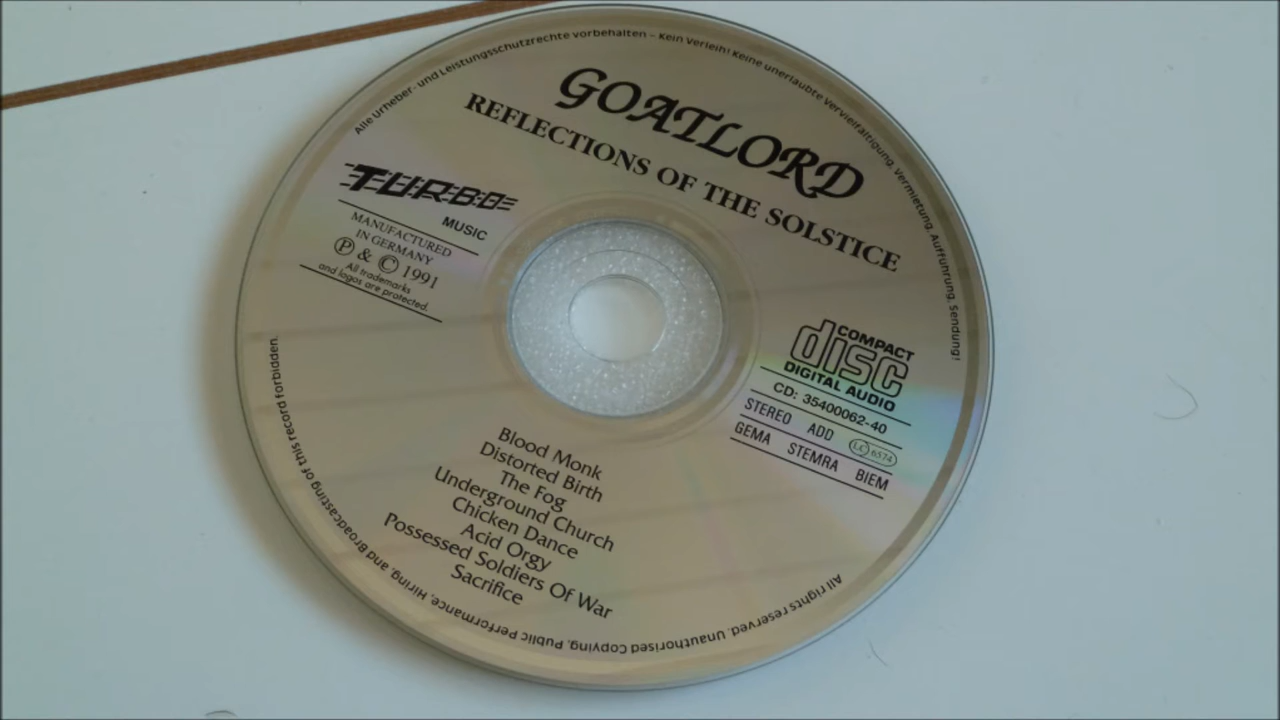 Alle Urheber- und Leistungsschutzrechte vorbehalten – Kein Verleih! Keine unerlaubte Vervielfältigung, Vermietung, Aufführung, Sendung!
GOATLORD
REFLECTIONS OF THE SOLSTICE
TURBO
MUSIC
MANUFACTURED
IN GERMANY
Ⓟ & © 1991
All trademarks
and logos are protected.
COMPACT
disc
DIGITAL AUDIO
CD: 35400062-40
STEREO ADD LC 6574
GEMA STEMRA BIEM
Blood Monk
Distorted Birth
The Fog
Underground Church
Chicken Dance
Acid Orgy
Possessed Soldiers Of War
Sacrifice
All rights reserved. Unauthorised Copying, Public Performance, Hiring, and Broadcasting of this record forbidden.